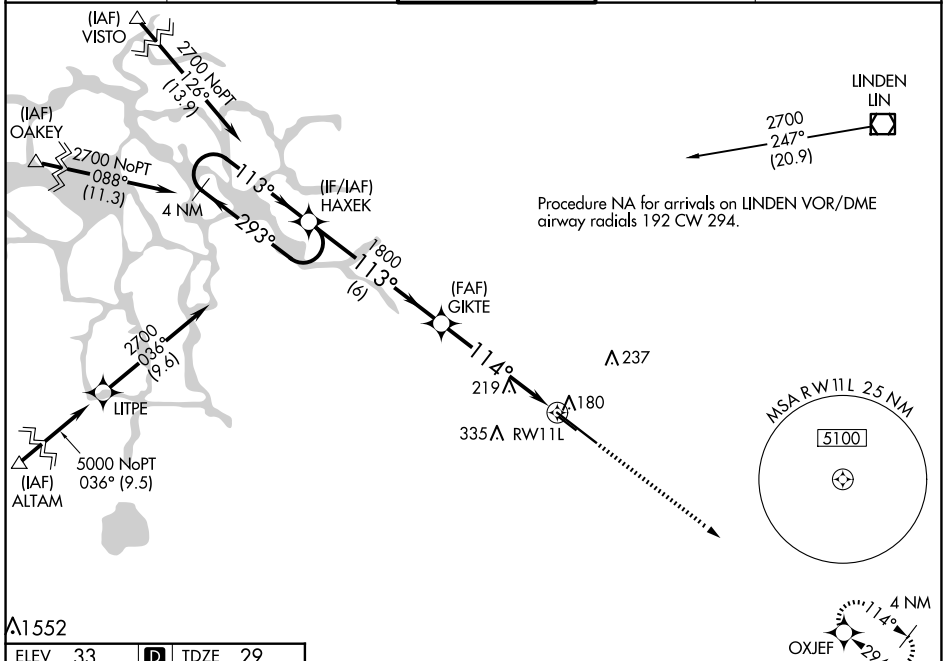 (IAF)
VISTO
2700 NoPT
126°
(13.9)
LINDEN
LIN
2700
247°
(20.9)
(IAF)
OAKEY
2700 NoPT
088°
(11.3)
4 NM
113°
293°
(IF/IAF)
HAXEK
Procedure NA for arrivals on LINDEN VOR/DME
airway radials 192 CW 294.
1800
113°
(6)
(FAF)
GIKTE
2700
036°
(9.6)
LITPE
114°
237
219
180
335
RW11L
MSA RW11L 25 NM
5100
5000 NoPT
036° (9.5)
(IAF)
ALTAM
1552
4 NM
114°
OXJEF
ELEV 33
D
TDZE 29